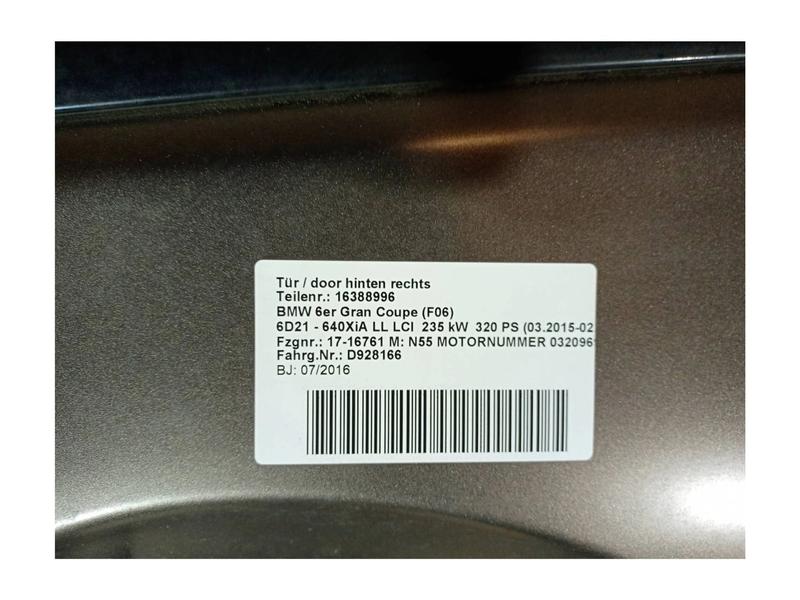 Tür / door hinten rechts
Teilenr.: 16388996
BMW 6er Gran Coupe (F06)
6D21 - 640XiA LL LCI 235 kW 320 PS (03.2015-02
Fzgnr.: 17-16761 M: N55 MOTORNUMMER 032096
Fahrg.Nr.: D928166
BJ: 07/2016